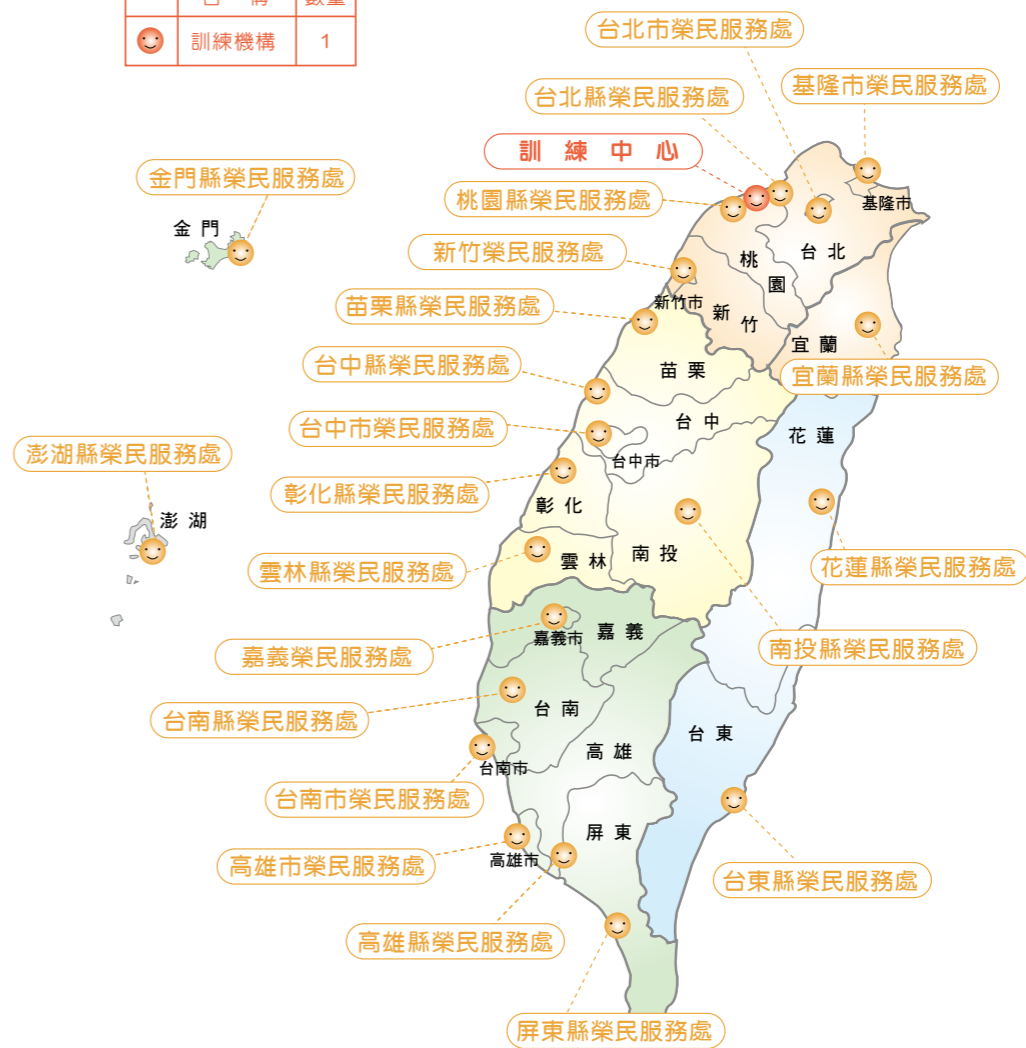 數量
訓練機構 1
台北市榮民服務處
基隆市榮民服務處
台北縣榮民服務處
訓練中心
金門縣榮民服務處
桃園縣榮民服務處
基隆市
金門
新竹榮民服務處
台北
桃園
苗栗縣榮民服務處
新竹市
新竹
宜蘭
台中縣榮民服務處
苗栗
宜蘭縣榮民服務處
台中市榮民服務處
台中
花蓮
澎湖縣榮民服務處
台中市
彰化縣榮民服務處
彰化
澎湖
南投
雲林
雲林縣榮民服務處
花蓮縣榮民服務處
嘉義市
嘉義
嘉義榮民服務處
南投縣榮民服務處
台南縣榮民服務處
台南
台東
高雄
台南市
台南市榮民服務處
屏東
高雄市
高雄市榮民服務處
台東縣榮民服務處
高雄縣榮民服務處
屏東縣榮民服務處